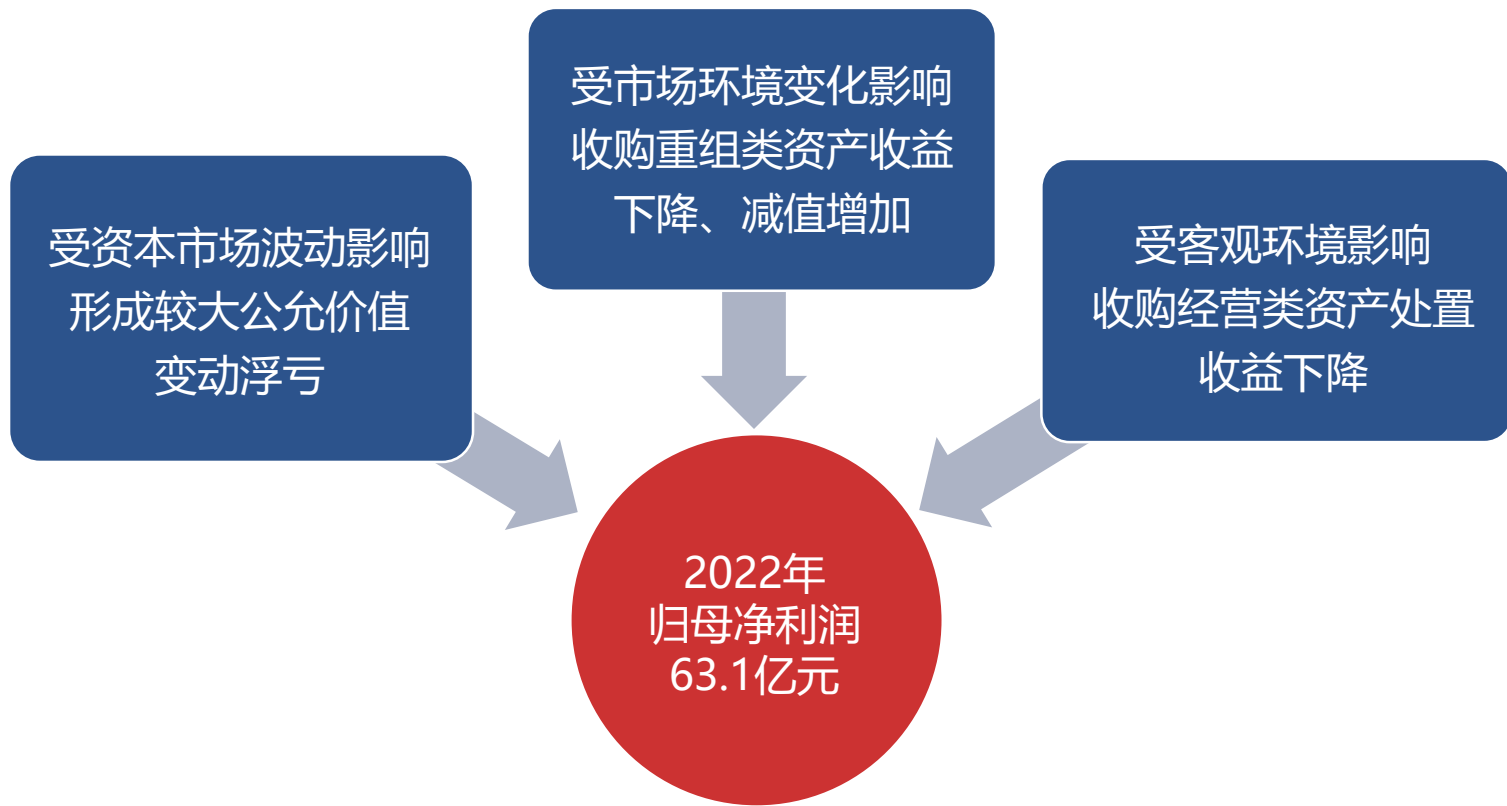 受市场环境变化影响
收购重组类资产收益
下降、减值增加
受资本市场波动影响
形成较大公允价值
变动浮亏
受客观环境影响
收购经营类资产处置
收益下降
2022年
归母净利润
63.1亿元